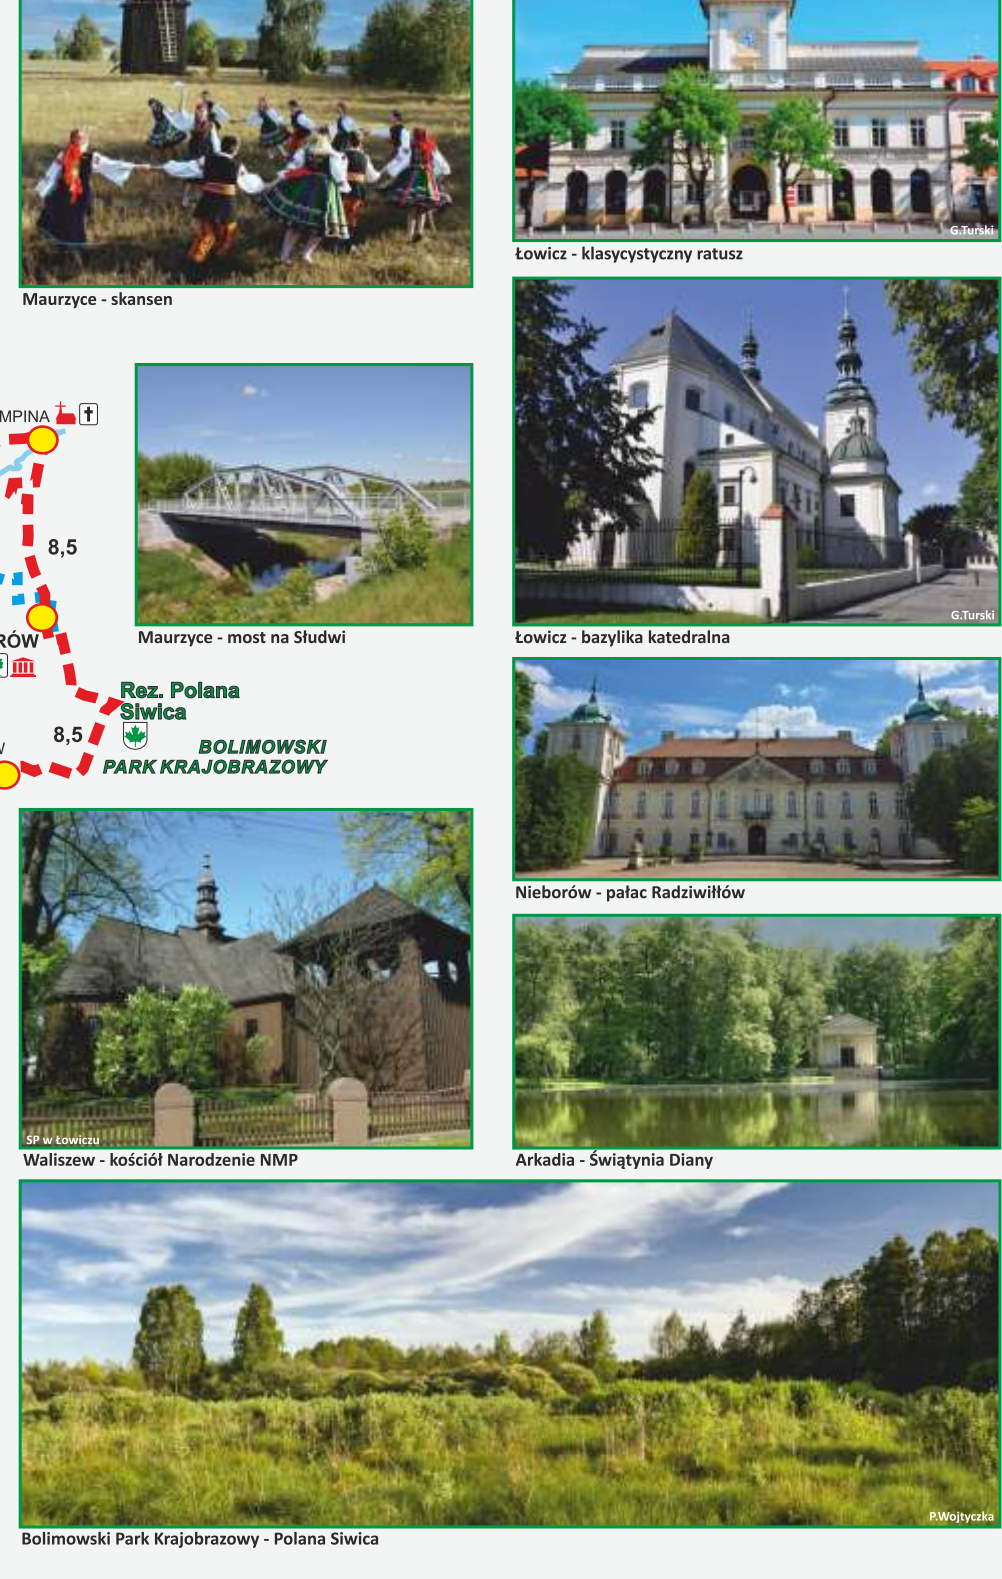 G.Turski
Łowicz - klasycystyczny ratusz
Maurzyce - skansen
MPINA
8,5
RÓW
Rez. Polana
Siwica
8,5
W
BOLIMOWSKI
PARK KRAJOBRAZOWY
Maurzyce - most na Słudwi
G.Turski
Łowicz - bazylika katedralna
Nieborów - pałac Radziwiłłów
SP w Łowiczu
Waliszew - kościół Narodzenie NMP
Arkadia - Świątynia Diany
P.Wojtyczka
Bolimowski Park Krajobrazowy - Polana Siwica